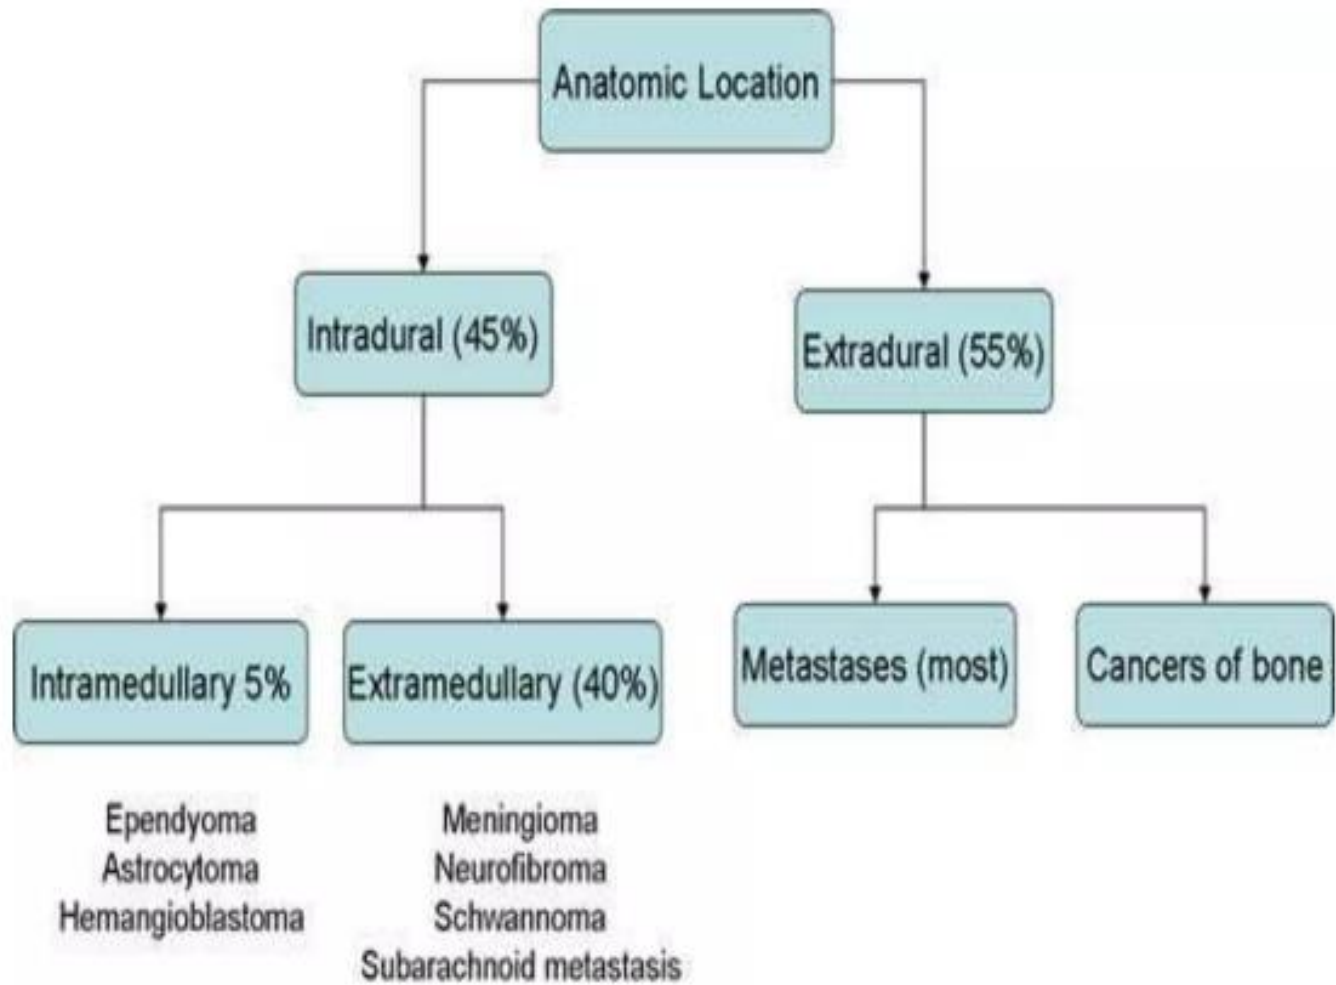 Anatomic Location
Intradural (45%)
Extradural (55%)
Intramedullary 5%
Extramedullary (40%)
Metastases (most)
Cancers of bone
Ependyoma
Astrocytoma
Hemangioblastoma
Meningioma
Neurofibroma
Schwannoma
Subarachnoid metastasis